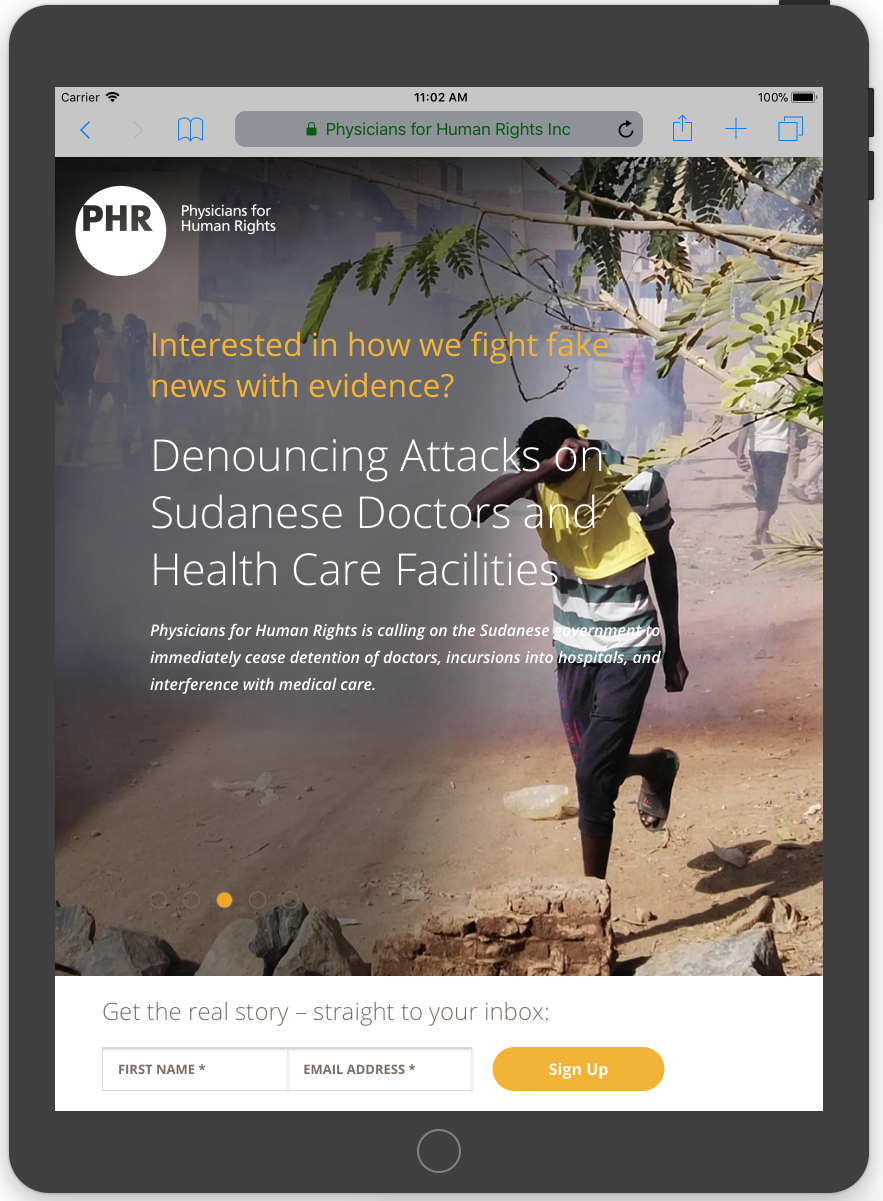 Carrier 11:02 AM 100%
Physicians for Human Rights Inc
PHR
Physicians for
Human Rights
Interested in how we fight fake
news with evidence?
Denouncing Attacks on
Sudanese Doctors and
Health Care Facilities
Physicians for Human Rights is calling on the Sudanese government to
immediately cease detention of doctors, incursions into hospitals, and
interference with medical care.
Get the real story – straight to your inbox:
FIRST NAME * EMAIL ADDRESS * Sign Up